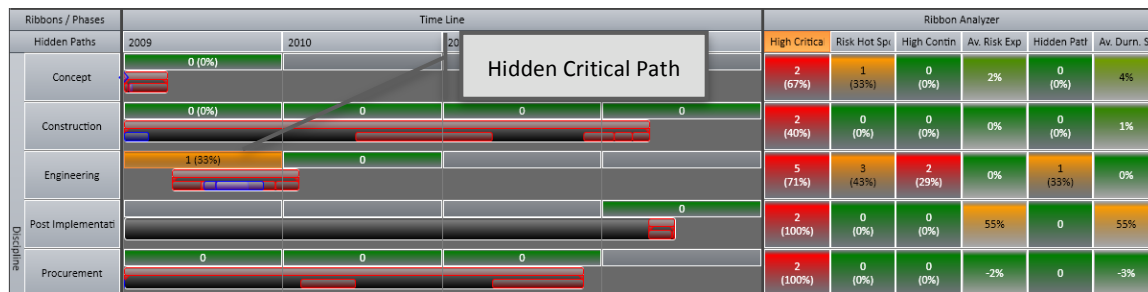 Ribbons / Phases Time Line Ribbon Analyzer
Hidden Paths 2009 2010 20 High Critica Risk Hot Spo High Contin Av. Risk Exp Hidden Path Av. Durn. S
Hidden Critical Path
Discipline
Concept 0 (0%) 2 (67%) 1 (33%) 0 (0%) 2% 0 (0%) 4%
Construction 0 (0%) 0 0 0 2 (40%) 0 (0%) 0 (0%) 0% 0 (0%) 1%
Engineering 1 (33%) 0 5 (71%) 3 (43%) 2 (29%) 0% 1 (33%) 0%
Post Implementati 0 2 (100%) 0 (0%) 0 (0%) 55% 0 55%
Procurement 0 0 0 2 (100%) 0 (0%) 0 (0%) -2% 0 -3%